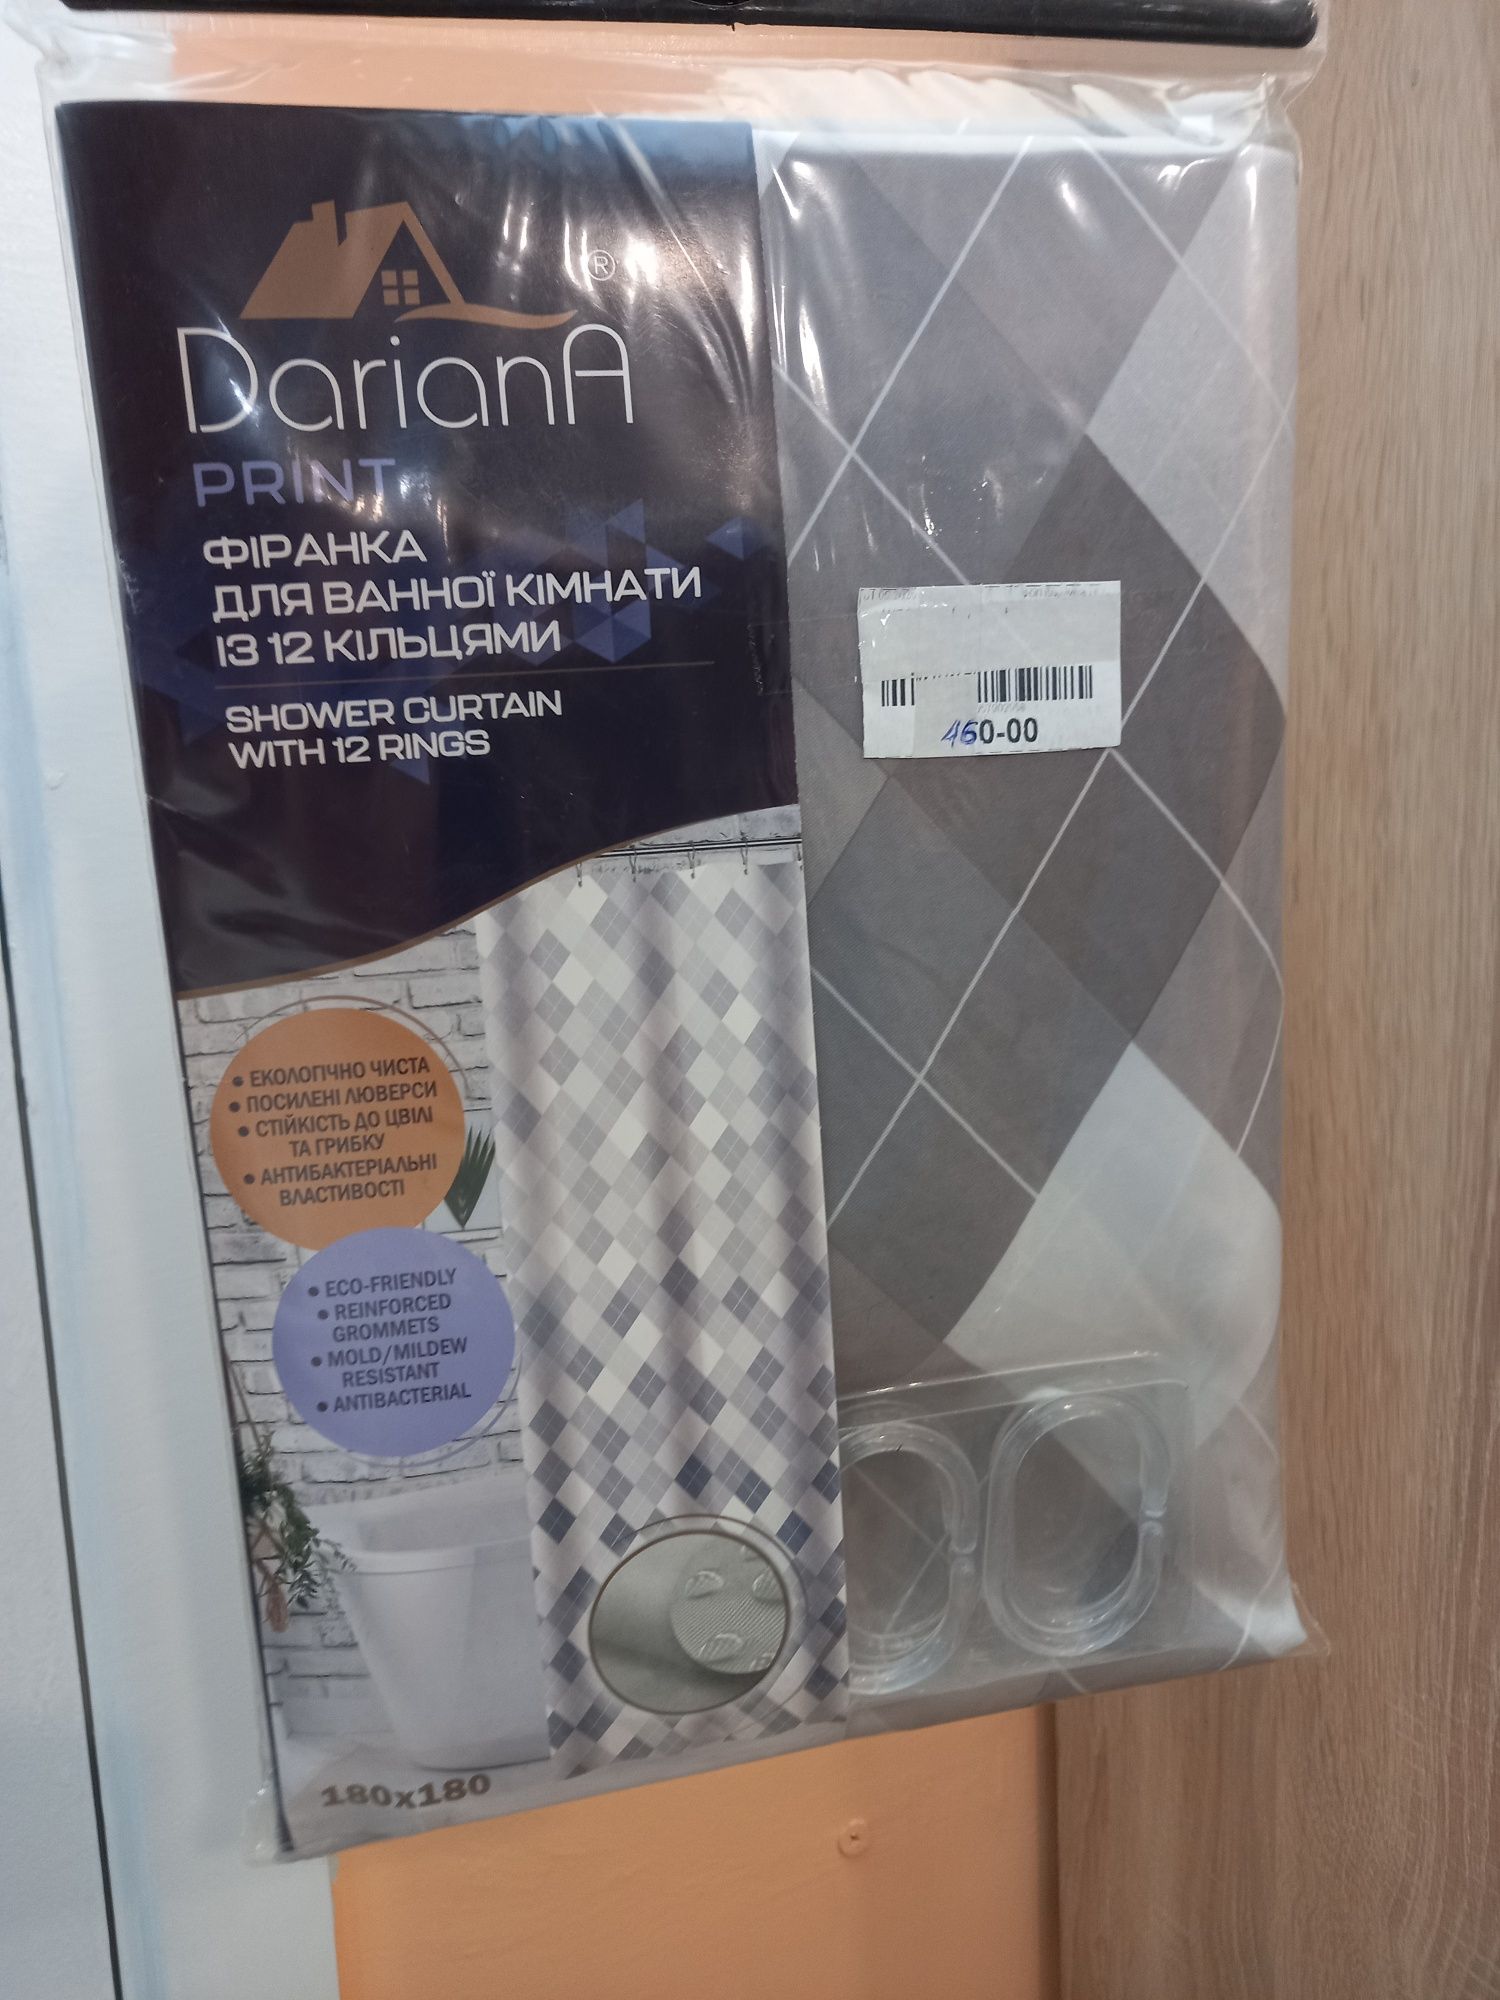 ®
DarianA
PRINT
ФІРАНКА
ДЛЯ ВАННОЇ КІМНАТИ
ІЗ 12 КІЛЬЦЯМИ
SHOWER CURTAIN
WITH 12 RINGS
460-00
• ЕКОЛОГІЧНО ЧИСТА
• ПОСИЛЕНІ ЛЮВЕРСИ
• СТІЙКІСТЬ ДО ЦВІЛІ
ТА ГРИБКУ
• АНТИБАКТЕРІАЛЬНІ
ВЛАСТИВОСТІ
• ECO-FRIENDLY
• REINFORCED
GROMMETS
• MOLD/MILDEW
RESISTANT
• ANTIBACTERIAL
180x180